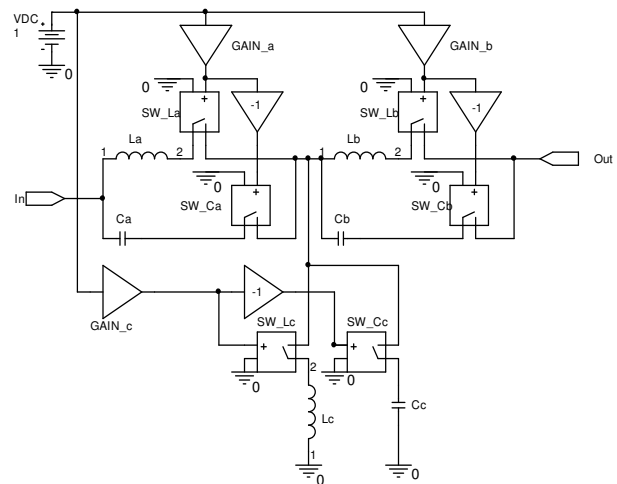 VDC +
1
0
GAIN_a
GAIN_b
0
+
SW_La
-1
0
+
SW_Lb
-1
La
1
2
Lb
1
2
Out
In
0
+
SW_Ca
0
+
SW_Cb
Ca
Cb
GAIN_c
-1
SW_Lc
SW_Cc
+
+
0
0
2
Lc
Cc
1
0
0